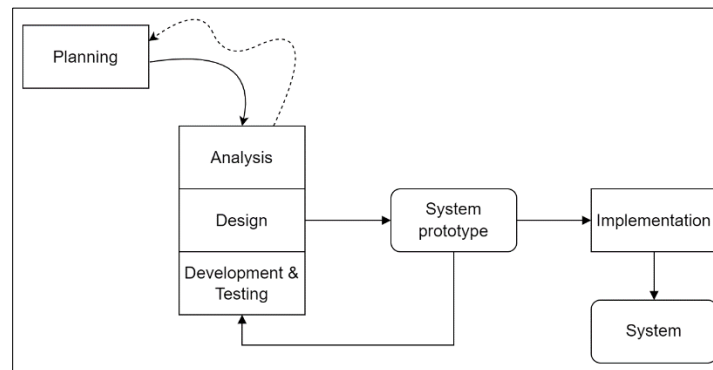 Planning
Analysis
Design
Development &
Testing
System
prototype
Implementation
System